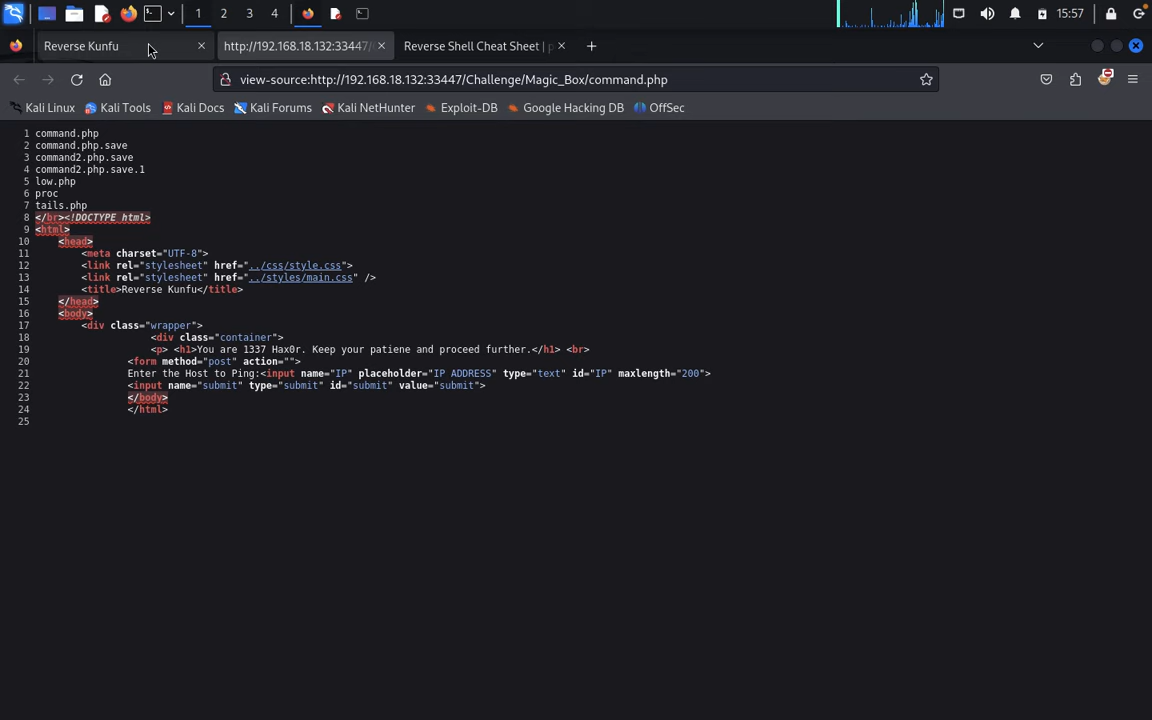 1 2 3 4 15:57
Reverse Kunfu http://192.168.18.132:33447/ Reverse Shell Cheat Sheet | p
view-source:http://192.168.18.132:33447/Challenge/Magic_Box/command.php
Kali Linux Kali Tools Kali Docs Kali Forums Kali NetHunter Exploit-DB Google Hacking DB OffSec
1 command.php
2 command.php.save
3 command2.php.save
4 command2.php.save.1
5 low.php
6 proc
7 tails.php
8 </br><!DOCTYPE html>
9 <html>
10 <head>
11 <meta charset="UTF-8">
12 <link rel="stylesheet" href="../css/style.css">
13 <link rel="stylesheet" href="../styles/main.css" />
14 <title>Reverse Kunfu</title>
15 </head>
16 <body>
17 <div class="wrapper">
18 <div class="container">
19 <p> <h1>You are 1337 Hax0r. Keep your patiene and proceed further.</h1> <br>
20 <form method="post" action="">
21 Enter the Host to Ping:<input name="IP" placeholder="IP ADDRESS" type="text" id="IP" maxlength="200">
22 <input name="submit" type="submit" id="submit" value="submit">
23 </body>
24 </html>
25